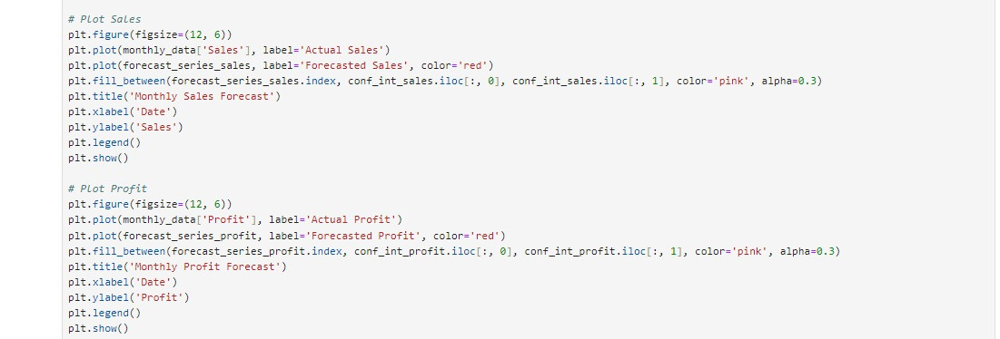 # Plot Sales
plt.figure(figsize=(12, 6))
plt.plot(monthly_data['Sales'], label='Actual Sales')
plt.plot(forecast_series_sales, label='Forecasted Sales', color='red')
plt.fill_between(forecast_series_sales.index, conf_int_sales.iloc[:, 0], conf_int_sales.iloc[:, 1], color='pink', alpha=0.3)
plt.title('Monthly Sales Forecast')
plt.xlabel('Date')
plt.ylabel('Sales')
plt.legend()
plt.show()
# Plot Profit
plt.figure(figsize=(12, 6))
plt.plot(monthly_data['Profit'], label='Actual Profit')
plt.plot(forecast_series_profit, label='Forecasted Profit', color='red')
plt.fill_between(forecast_series_profit.index, conf_int_profit.iloc[:, 0], conf_int_profit.iloc[:, 1], color='pink', alpha=0.3)
plt.title('Monthly Profit Forecast')
plt.xlabel('Date')
plt.ylabel('Profit')
plt.legend()
plt.show()